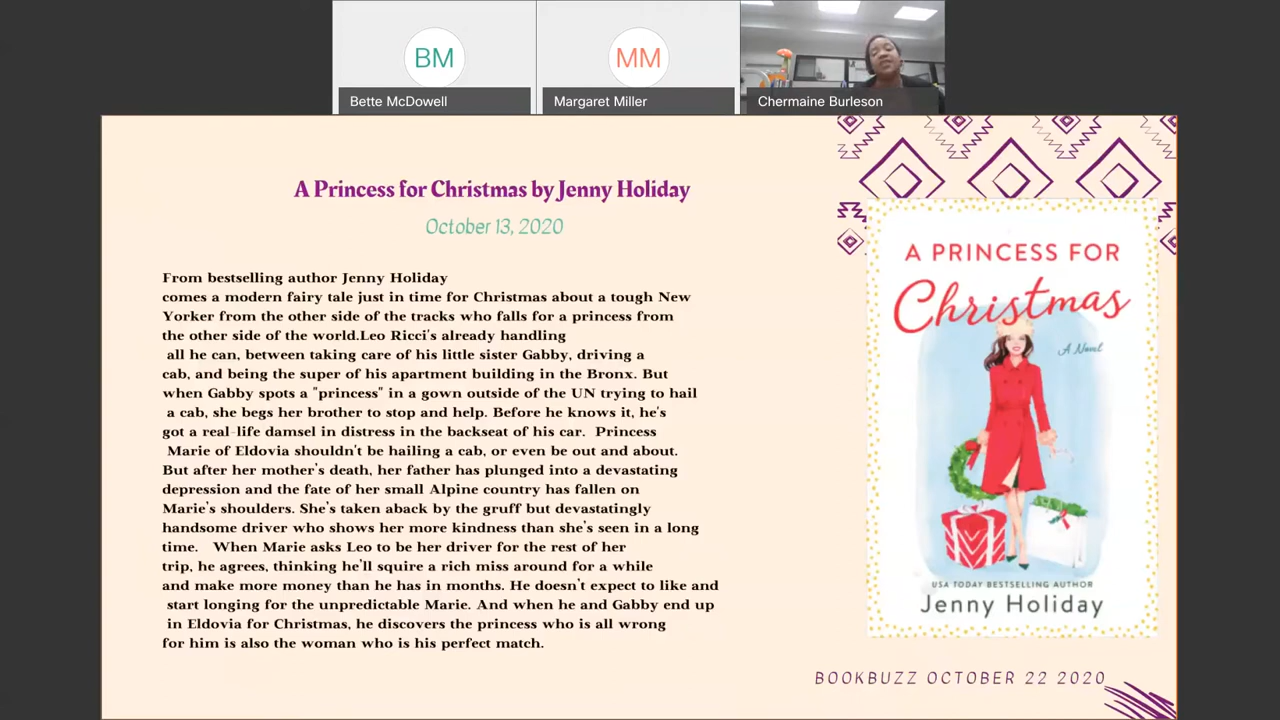 BM
MM
Bette McDowell
Margaret Miller
Chermaine Burleson
A Princess for Christmas by Jenny Holiday
October 13, 2020
From bestselling author Jenny Holiday
comes a modern fairy tale just in time for Christmas about a tough New
Yorker from the other side of the tracks who falls for a princess from
the other side of the world.Leo Ricci's already handling
all he can, between taking care of his little sister Gabby, driving a
cab, and being the super of his apartment building in the Bronx. But
when Gabby spots a "princess" in a gown outside of the UN trying to hail
a cab, she begs her brother to stop and help. Before he knows it, he's
got a real-life damsel in distress in the backseat of his car. Princess
Marie of Eldovia shouldn't be hailing a cab, or even be out and about.
But after her mother's death, her father has plunged into a devastating
depression and the fate of her small Alpine country has fallen on
Marie's shoulders. She's taken aback by the gruff but devastatingly
handsome driver who shows her more kindness than she's seen in a long
time. When Marie asks Leo to be her driver for the rest of her
trip, he agrees, thinking he'll squire a rich miss around for a while
and make more money than he has in months. He doesn't expect to like and
start longing for the unpredictable Marie. And when he and Gabby end up
in Eldovia for Christmas, he discovers the princess who is all wrong
for him is also the woman who is his perfect match.
A PRINCESS FOR
Christmas
A Novel
USA TODAY BESTSELLING AUTHOR
Jenny Holiday
BOOKBUZZ OCTOBER 22 2020